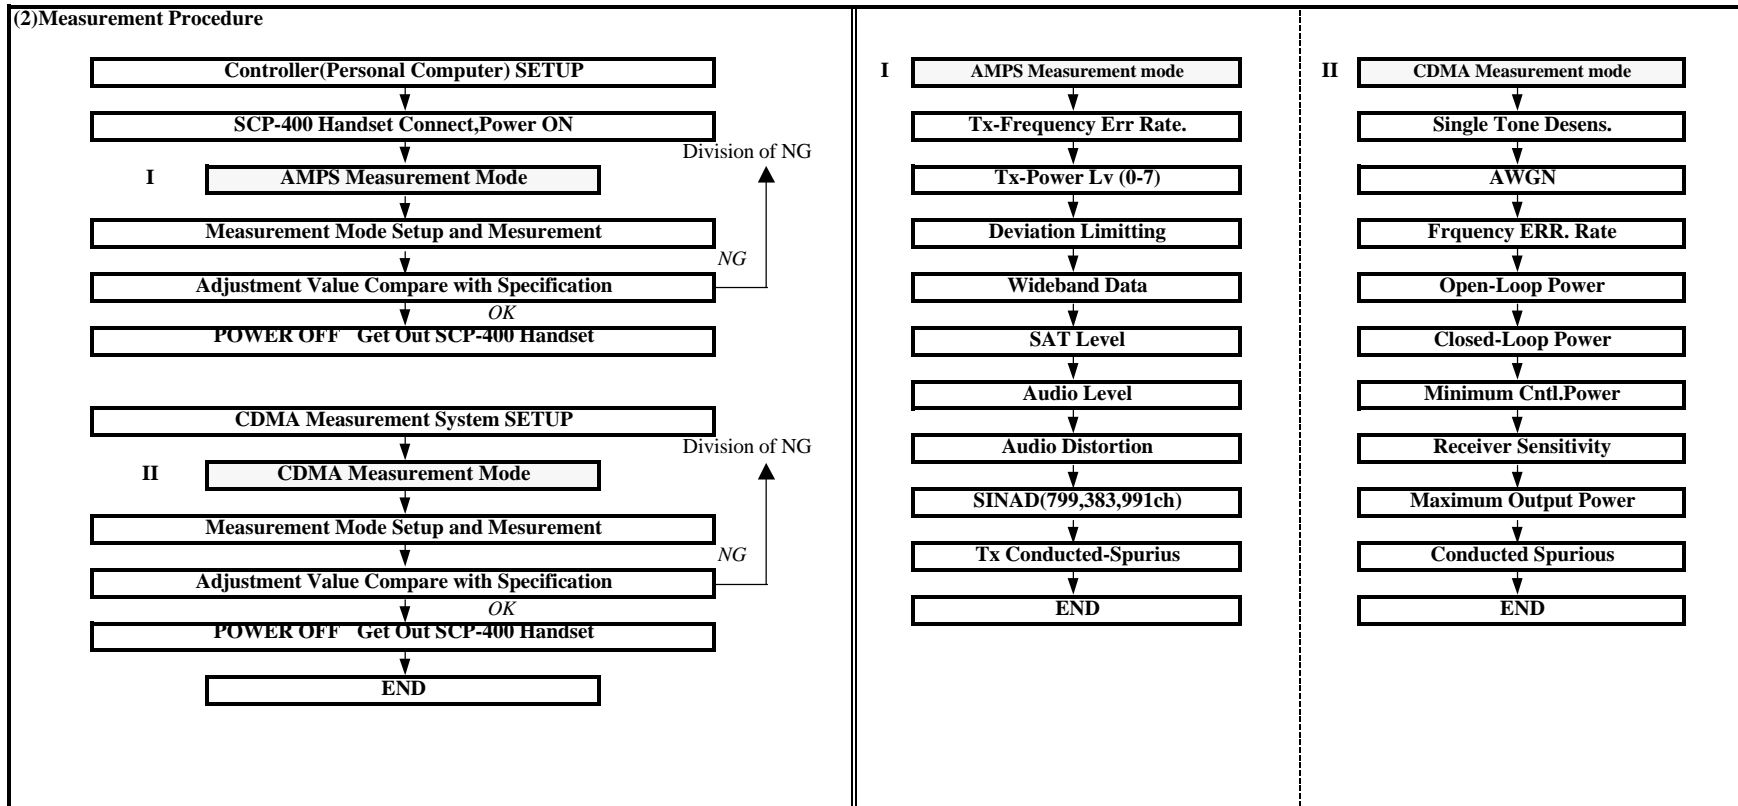 (2)Measurement Procedure
Controller(Personal Computer) SETUP
SCP-400 Handset Connect,Power ON
Division of NG
I
AMPS Measurement Mode
Measurement Mode Setup and Mesurement
NG
Adjustment Value Compare with Specification
OK
POWER OFF Get Out SCP-400 Handset
CDMA Measurement System SETUP
Division of NG
II
CDMA Measurement Mode
Measurement Mode Setup and Mesurement
NG
Adjustment Value Compare with Specification
OK
POWER OFF Get Out SCP-400 Handset
END
I
AMPS Measurement mode
Tx-Frequency Err Rate.
Tx-Power Lv (0-7)
Deviation Limitting
Wideband Data
SAT Level
Audio Level
Audio Distortion
SINAD(799,383,991ch)
Tx Conducted-Spurius
END
II
CDMA Measurement mode
Single Tone Desens.
AWGN
Frquency ERR. Rate
Open-Loop Power
Closed-Loop Power
Minimum Cntl.Power
Receiver Sensitivity
Maximum Output Power
Conducted Spurious
END